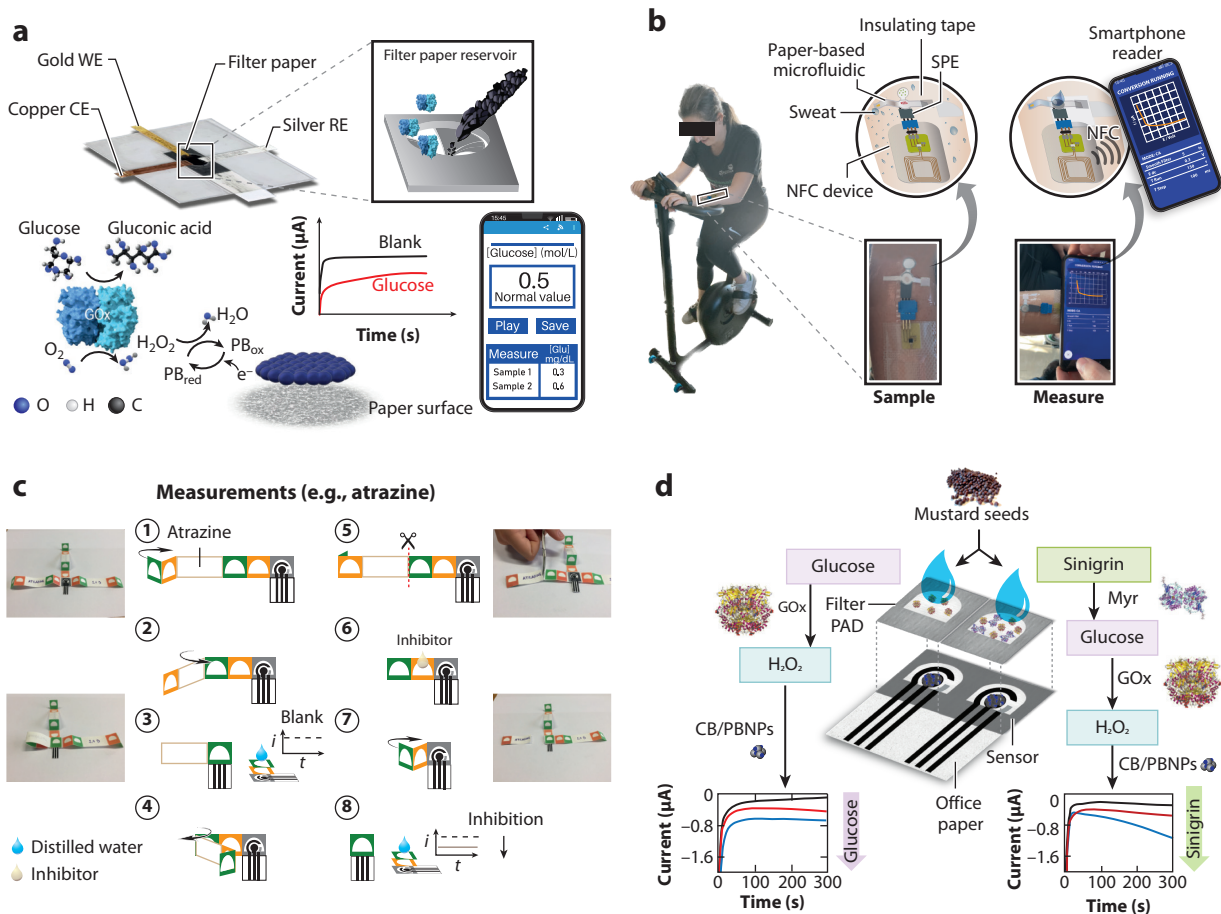 a
Gold WE
Filter paper
Copper CE
Silver RE
Filter paper reservoir
Glucose
Gluconic acid
GOx
O₂
H₂O₂
H₂O
PBox
PBred
e⁻
Paper surface
O
H
C
Current (µA)
Blank
Glucose
Time (s)
15:45
[Glucose] (mol/L)
0.5
Normal value
Play
Save
Measure
[Glu]
mg/dL
Sample 1
0.3
Sample 2
0.6
b
Insulating tape
Paper-based
microfluidic
SPE
Sweat
NFC device
Smartphone
reader
CONVERSION RUNNING
NFC
Sample
Measure
c
Measurements (e.g., atrazine)
1
Atrazine
2
3
Blank
t
4
5
6
Inhibitor
7
8
i
t
Inhibition
Distilled water
Inhibitor
d
Mustard seeds
Glucose
GOx
H₂O₂
CB/PBNPs
Filter
PAD
Sinigrin
Myr
Glucose
GOx
H₂O₂
CB/PBNPs
Sensor
Office
paper
Current (µA)
0
−0.8
−1.6
100
200
300
Time (s)
Glucose
Current (µA)
0
−0.8
−1.6
0
100
200
300
Time (s)
Sinigrin